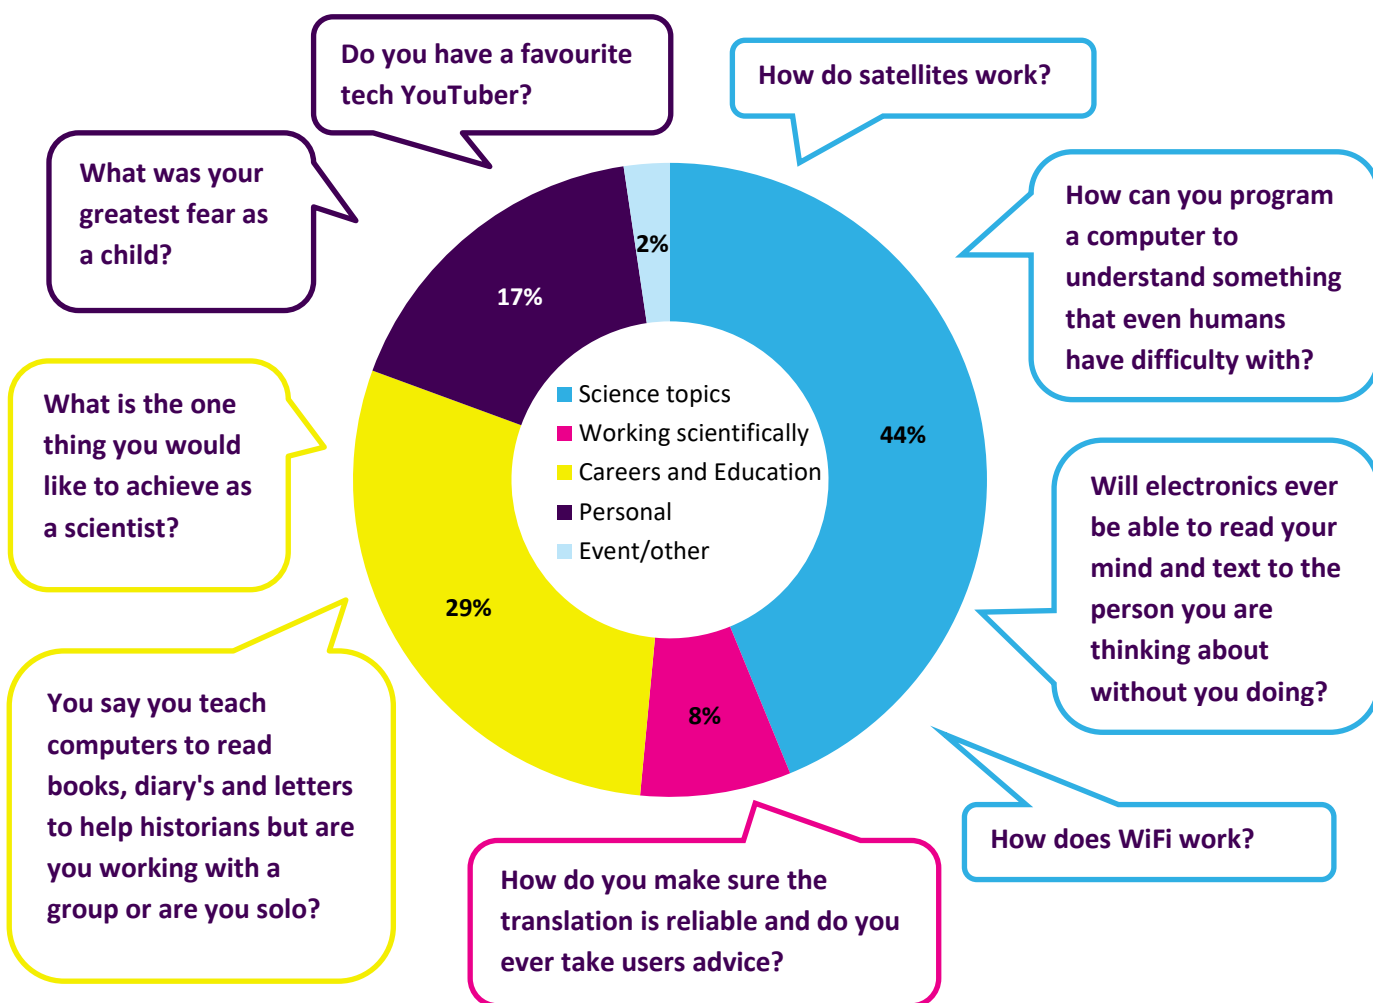 Do you have a favourite
tech YouTuber?
How do satellites work?
What was your
greatest fear as
a child?
How can you program
a computer to
understand something
that even humans
have difficulty with?
2%
17%
44%
29%
8%
Science topics
Working scientifically
Careers and Education
Personal
Event/other
What is the one
thing you would
like to achieve as
a scientist?
Will electronics ever
be able to read your
mind and text to the
person you are
thinking about
without you doing?
You say you teach
computers to read
books, diary's and letters
to help historians but are
you working with a
group or are you solo?
How does WiFi work?
How do you make sure the
translation is reliable and do you
ever take users advice?